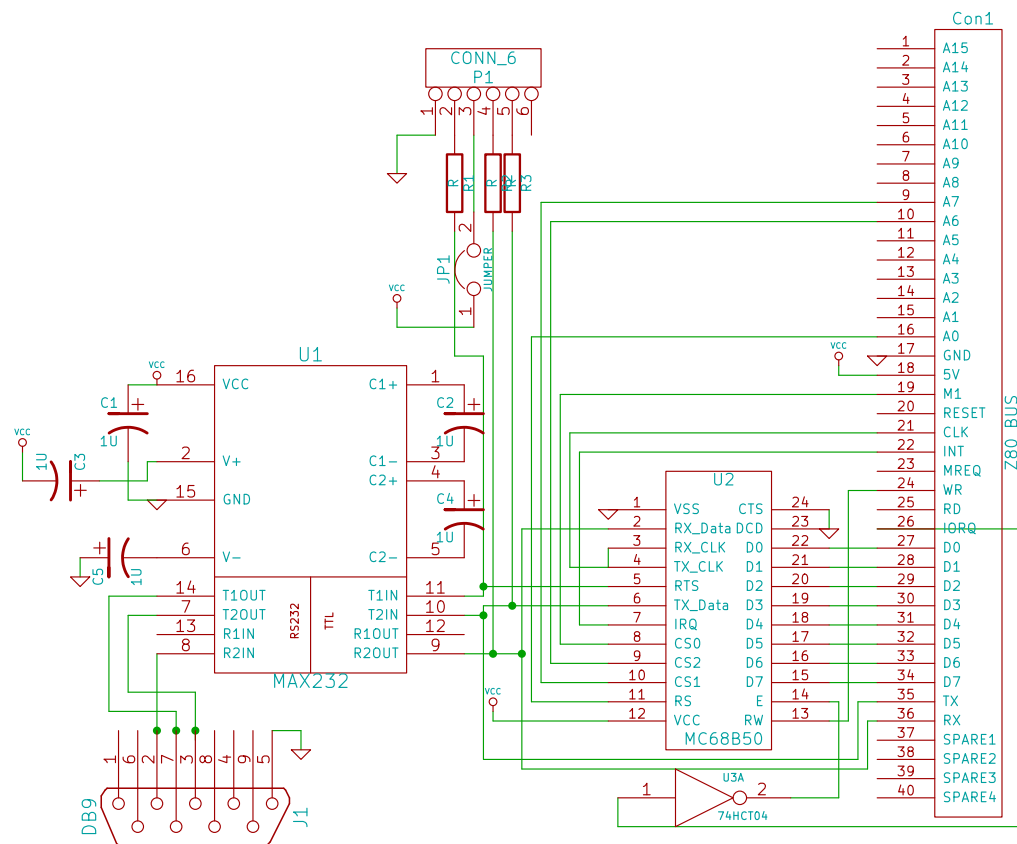 Con1
CONN_6
P1
1
2
3
4
5
6
R
R1
R
R2
R
R3
JP1
2
JUMPER
1
VCC
1 A15
2 A14
3 A13
4 A12
5 A11
6 A10
7 A9
8 A8
9 A7
10 A6
11 A5
12 A4
13 A3
14 A2
15 A1
16 A0
17 GND
18 5V
19 M1
20 RESET
21 CLK
22 INT
23 MREQ
24 WR
25 RD
26 IORQ
27 D0
28 D1
29 D2
30 D3
31 D4
32 D5
33 D6
34 D7
35 TX
36 RX
37 SPARE1
38 SPARE2
39 SPARE3
40 SPARE4
Z80 BUS
VCC
U1
VCC
16 VCC C1+ 1
C1
1U
C2
1U
VCC
1U
C3
2 V+ C1- 3
C2+ 4
15 GND
C4
1U
6 V- C2- 5
C5
1U
14 T1OUT T1IN 11
7 T2OUT T2IN 10
13 R1IN R1OUT 12
8 R2IN R2OUT 9
RS232
TTL
MAX232
U2
1 VSS CTS 24
2 RX_Data DCD 23
3 RX_CLK D0 22
4 TX_CLK D1 21
5 RTS D2 20
6 TX_Data D3 19
7 IRQ D4 18
8 CS0 D5 17
9 CS2 D6 16
10 CS1 D7 15
11 RS E 14
12 VCC RW 13
MC68B50
VCC
U3A
1
2
74HCT04
1
6
2
7
3
8
4
9
5
DB9
J1